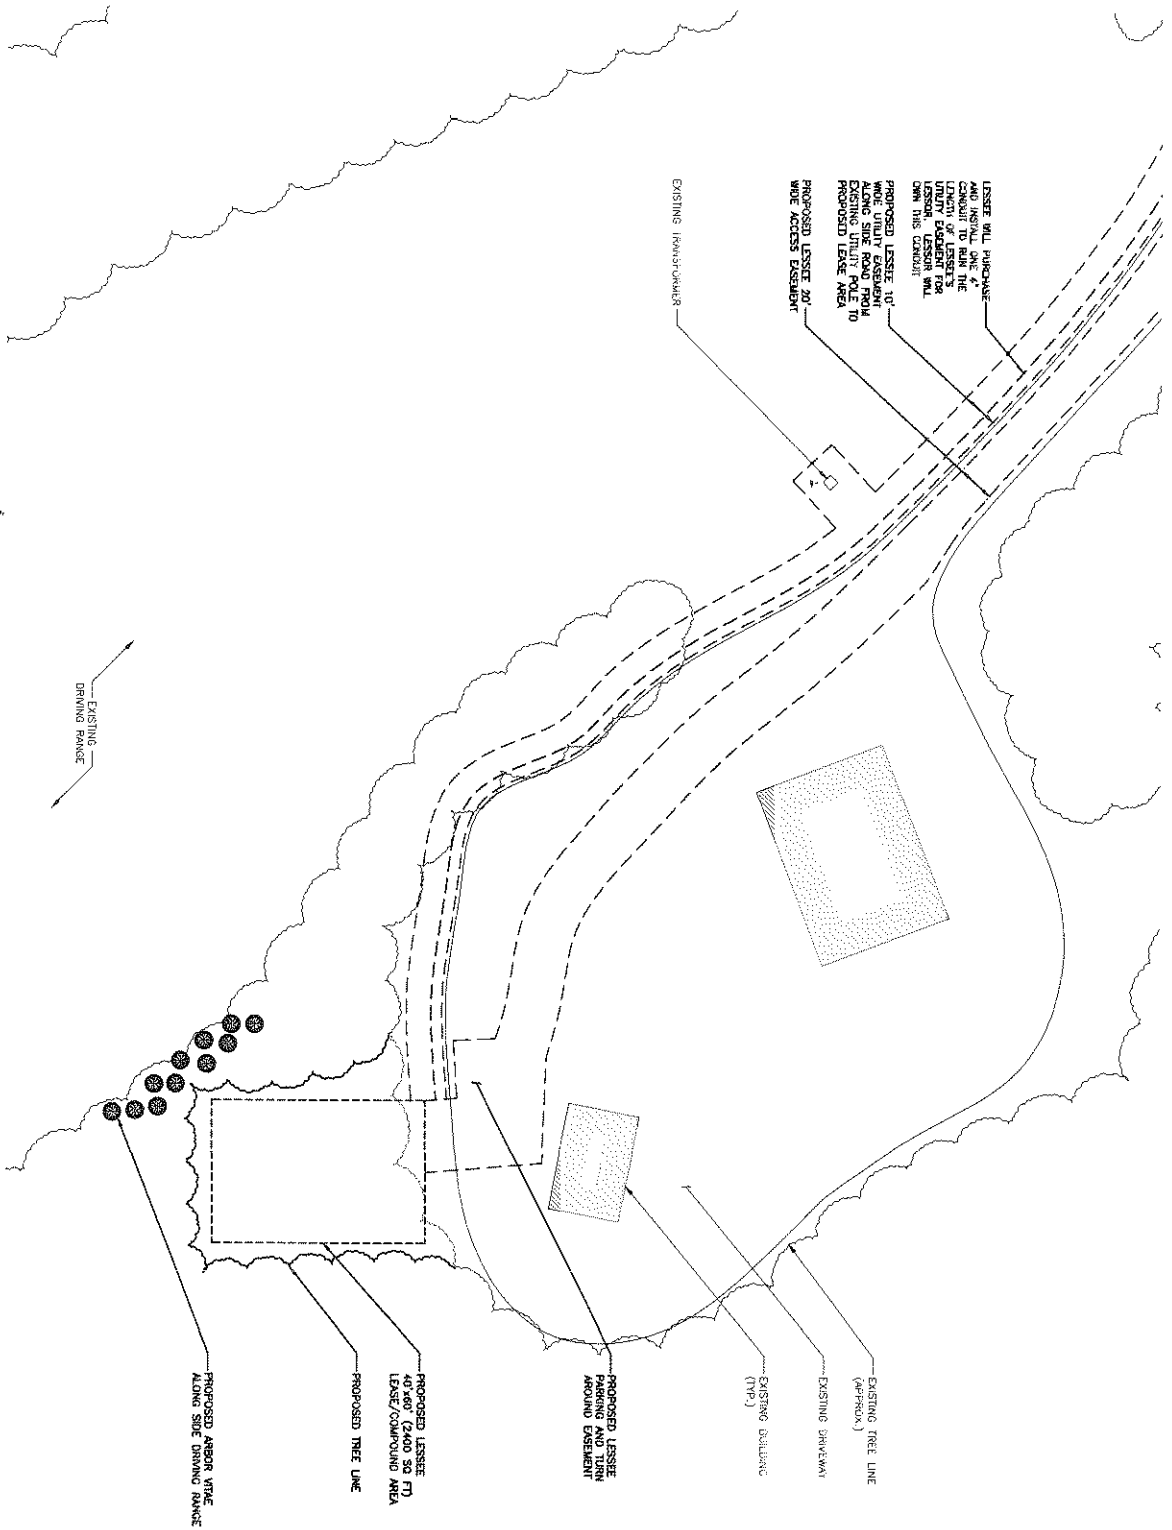 LESSEE WILL PURCHASE
AND INSTALL ONE 4"
CONDUIT TO RUN THE
LENGTH OF LESSEE'S
UTILITY EASEMENT FOR
LESSOR. LESSOR WILL
OWN THIS CONDUIT
PROPOSED LESSEE 10'
WIDE UTILITY EASEMENT
ALONG SIDE ROAD FROM
EXISTING UTILITY POLE TO
PROPOSED LEASE AREA
PROPOSED LESSEE 20'
WIDE ACCESS EASEMENT
EXISTING TRANSFORMER
EXISTING
DRIVING RANGE
EXISTING TREE LINE
(APPROX.)
EXISTING DRIVEWAY
EXISTING BUILDING
(TYP.)
PROPOSED LESSEE
PARKING AND TURN
AROUND EASEMENT
PROPOSED LESSEE
40'x60' (2400 SQ FT)
LEASE/COMPOUND AREA
PROPOSED TREE LINE
PROPOSED ARBOR VITAE
ALONG SIDE DRIVING RANGE